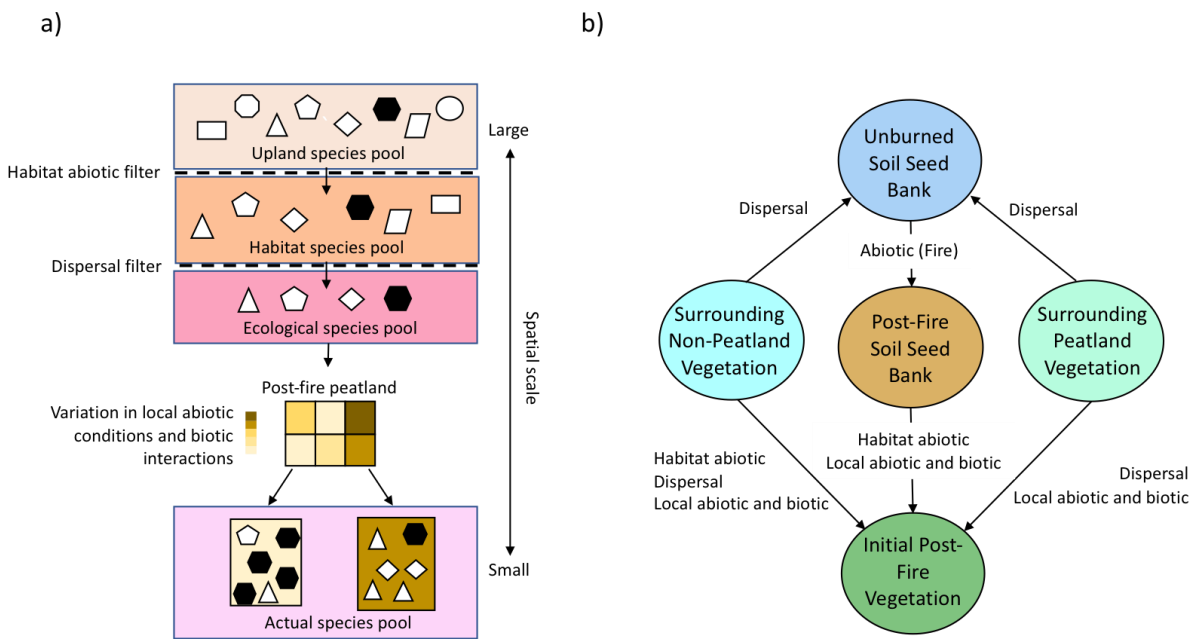 a)
Upland species pool
Large
Habitat abiotic filter
Habitat species pool
Dispersal filter
Ecological species pool
Spatial scale
Post-fire peatland
Variation in local abiotic
conditions and biotic
interactions
Small
Actual species pool
b)
Unburned
Soil Seed
Bank
Dispersal
Dispersal
Abiotic (Fire)
Surrounding
Non-Peatland
Vegetation
Post-Fire
Soil Seed
Bank
Surrounding
Peatland
Vegetation
Habitat abiotic
Dispersal
Local abiotic and biotic
Habitat abiotic
Local abiotic and biotic
Dispersal
Local abiotic and biotic
Initial Post-
Fire
Vegetation